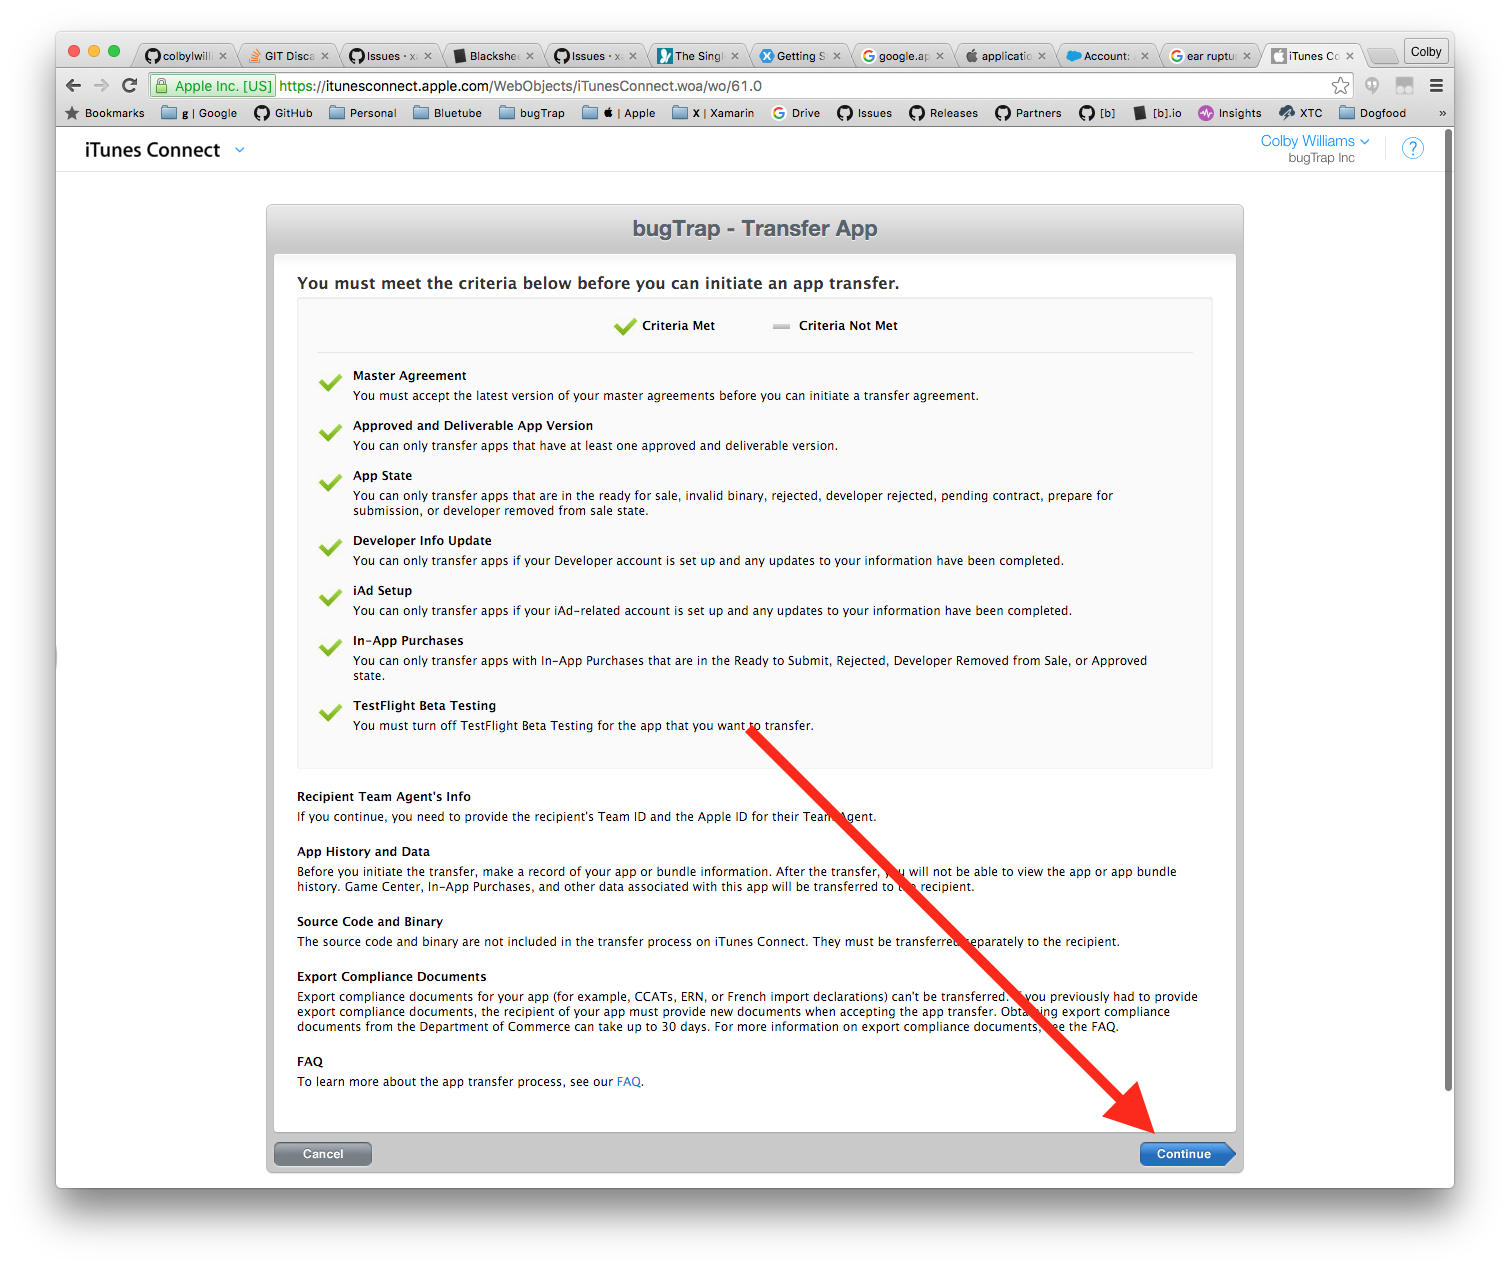 colbylwilli
GIT Disca
Issues · xa
Blackshee
Issues · xa
The Singl
Getting S
google.ap
applicatio
Account:
ear ruptur
iTunes Co
Colby
Apple Inc. [US] https://itunesconnect.apple.com/WebObjects/iTunesConnect.woa/wo/61.0
Bookmarks g | Google GitHub Personal Bluetube bugTrap | Apple X | Xamarin Drive Issues Releases Partners [b] [b].io Insights XTC Dogfood »
iTunes Connect
Colby Williams
bugTrap Inc
?
bugTrap - Transfer App
You must meet the criteria below before you can initiate an app transfer.
Criteria Met Criteria Not Met
Master Agreement
You must accept the latest version of your master agreements before you can initiate a transfer agreement.
Approved and Deliverable App Version
You can only transfer apps that have at least one approved and deliverable version.
App State
You can only transfer apps that are in the ready for sale, invalid binary, rejected, developer rejected, pending contract, prepare for
submission, or developer removed from sale state.
Developer Info Update
You can only transfer apps if your Developer account is set up and any updates to your information have been completed.
iAd Setup
You can only transfer apps if your iAd-related account is set up and any updates to your information have been completed.
In-App Purchases
You can only transfer apps with In-App Purchases that are in the Ready to Submit, Rejected, Developer Removed from Sale, or Approved
state.
TestFlight Beta Testing
You must turn off TestFlight Beta Testing for the app that you want to transfer.
Recipient Team Agent's Info
If you continue, you need to provide the recipient's Team ID and the Apple ID for their Team Agent.
App History and Data
Before you initiate the transfer, make a record of your app or bundle information. After the transfer, you will not be able to view the app or app bundle
history. Game Center, In-App Purchases, and other data associated with this app will be transferred to the recipient.
Source Code and Binary
The source code and binary are not included in the transfer process on iTunes Connect. They must be transferred separately to the recipient.
Export Compliance Documents
Export compliance documents for your app (for example, CCATs, ERN, or French import declarations) can't be transferred. If you previously had to provide
export compliance documents, the recipient of your app must provide new documents when accepting the app transfer. Obtaining export compliance
documents from the Department of Commerce can take up to 30 days. For more information on export compliance documents, see the FAQ.
FAQ
To learn more about the app transfer process, see our FAQ.
Cancel
Continue